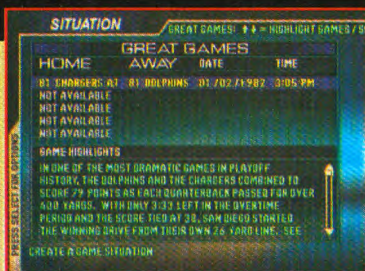 SITUATION
GREAT GAMES: = HIGHLIGHT GAMES / S
GREAT GAMES
HOME AWAY DATE TIME
81 CHARGERS AT 81 DOLPHINS 01/02/1982 3:05 PM
NOT AVAILABLE
NOT AVAILABLE
NOT AVAILABLE
NOT AVAILABLE
GAME HIGHLIGHTS
IN ONE OF THE MOST DRAMATIC GAMES IN PLAYOFF
HISTORY, THE DOLPHINS AND THE CHARGERS COMBINED TO
SCORE 79 POINTS AS EACH QUARTERBACK PASSED FOR OVER
400 YARDS. WITH ONLY 3:33 LEFT IN THE OVERTIME
PERIOD AND THE SCORE TIED AT 38, SAN DIEGO STARTED
THE WINNING DRIVE FROM THEIR OWN 26 YARD LINE. SEE
CREATE A GAME SITUATION
PRESS SELECT FOR OPTIONS